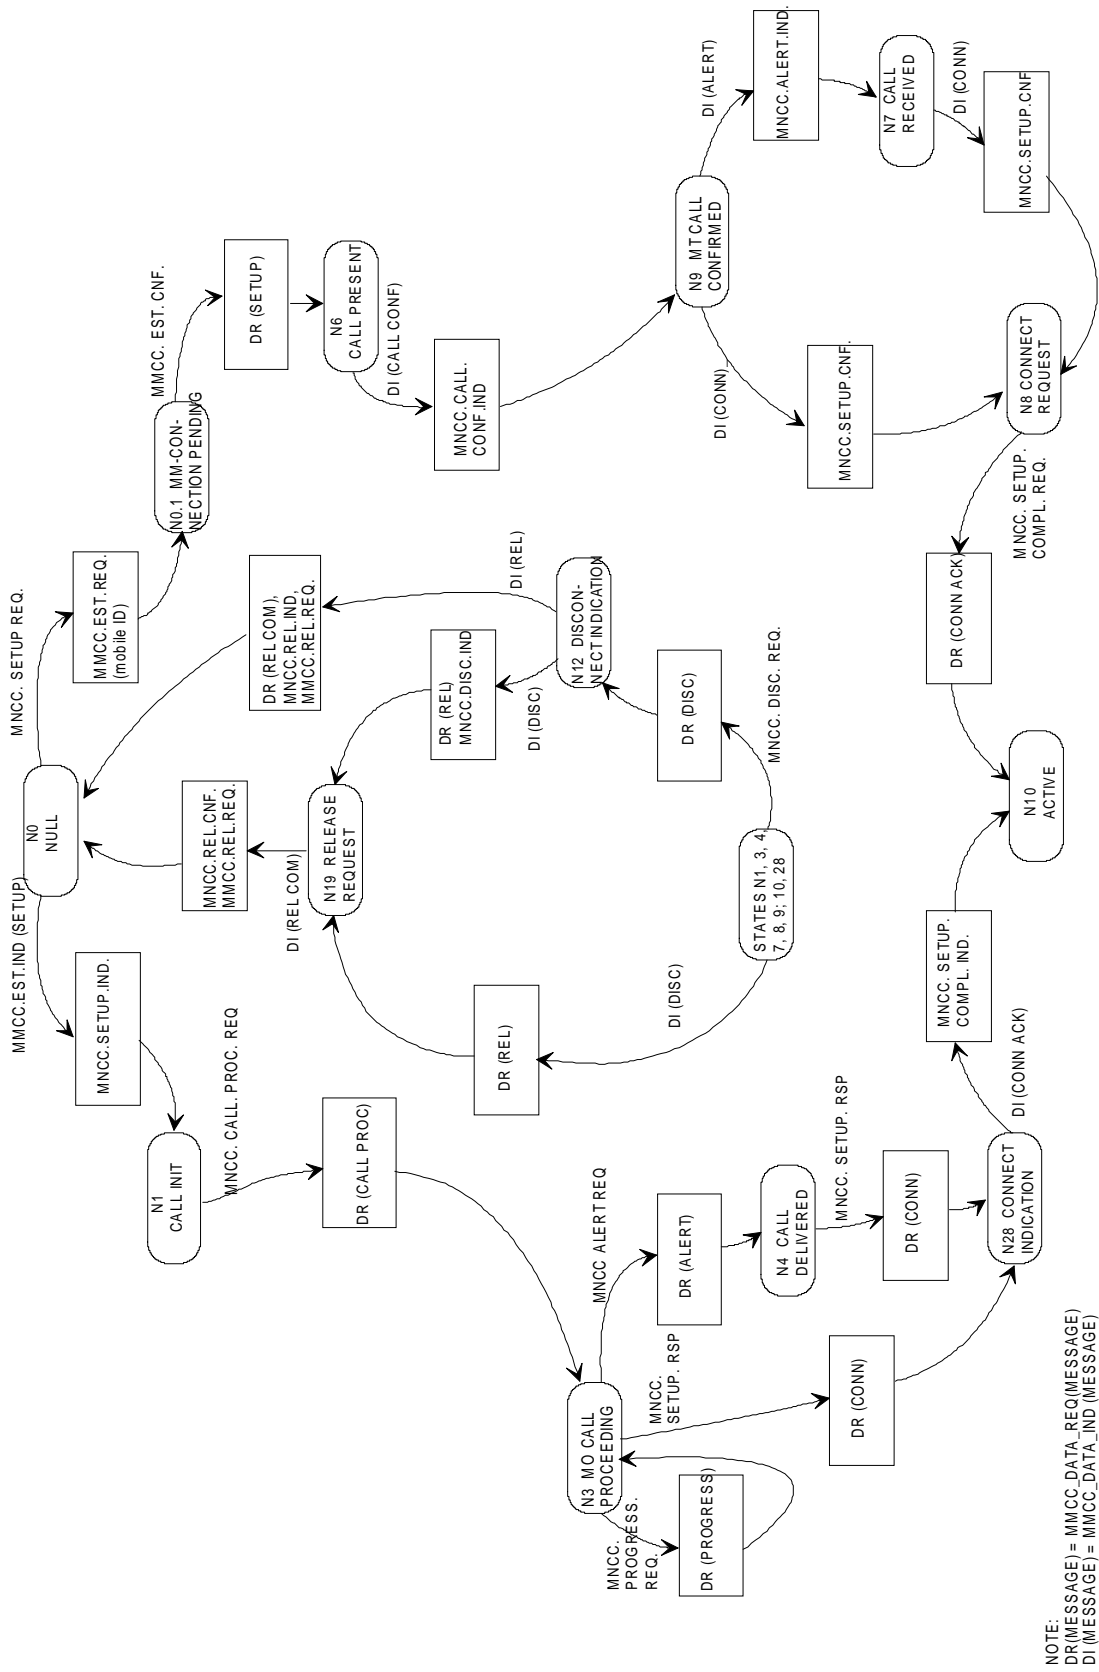 MMCC.EST.IND (SETUP)
N0
NULL
MNCC. SETUP REQ.
MNCC.SETUP.IND.
MNCC.REL.CNF.
MMCC.REL.REQ.
DR (REL COM),
MNCC.REL.IND,
MMCC.REL.REQ.
MMCC.EST.REQ.
(mobile ID)
N0.1 MM-CON-
NECTION PENDING
MMCC. EST. CNF.
N1
CALL INIT
MNCC. CALL. PROC. REQ
DI (REL COM)
N19 RELEASE
REQUEST
DR (SETUP)
N6
CALL PRESENT
DI (CALL CONF)
DR (CALL PROC)
DR (REL)
DR (REL)
MNCC.DISC.IND
DI (DISC)
DI (REL)
N12 DISCON-
NECT INDICATION
MNCC.CALL.
CONF.IND
DI (DISC)
STATES N1, 3, 4,
7, 8, 9; 10, 28
DR (DISC)
MNCC. DISC. REQ.
N9 MT CALL
CONFIRMED
DI (ALERT)
MNCC.ALERT.IND.
N7 CALL
RECEIVED
DI (CONN)
MNCC.SETUP.CNF
DI (CONN)
MNCC.SETUP.CNF.
N3 MO CALL
PROCEEDING
MNCC.
PROGRESS.
REQ.
DR (PROGRESS)
MNCC.
SETUP. RSP
DR (CONN)
MNCC ALERT REQ
DR (ALERT)
N4 CALL
DELIVERED
MNCC. SETUP. RSP
DR (CONN)
N28 CONNECT
INDICATION
DI (CONN ACK)
MNCC. SETUP.
COMPL. IND.
N10
ACTIVE
DR (CONN ACK)
MNCC. SETUP.
COMPL. REQ.
N8 CONNECT
REQUEST
NOTE:
DR(MESSAGE) = MMCC_DATA_REQ(MESSAGE)
DI (MESSAGE) = MMCC_DATA_IND (MESSAGE)